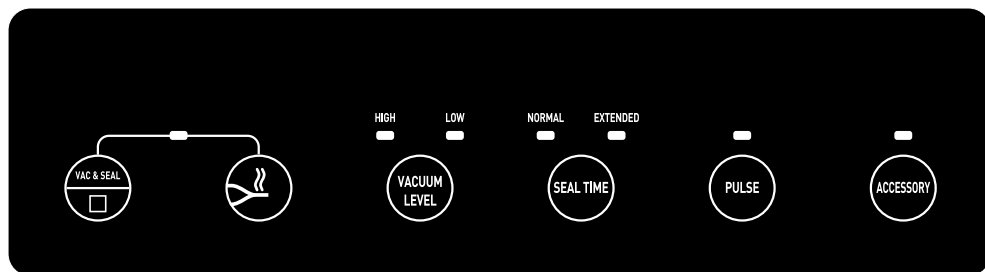 HIGH
LOW
NORMAL
EXTENDED
VAC & SEAL
VACUUM
LEVEL
SEAL TIME
PULSE
ACCESSORY